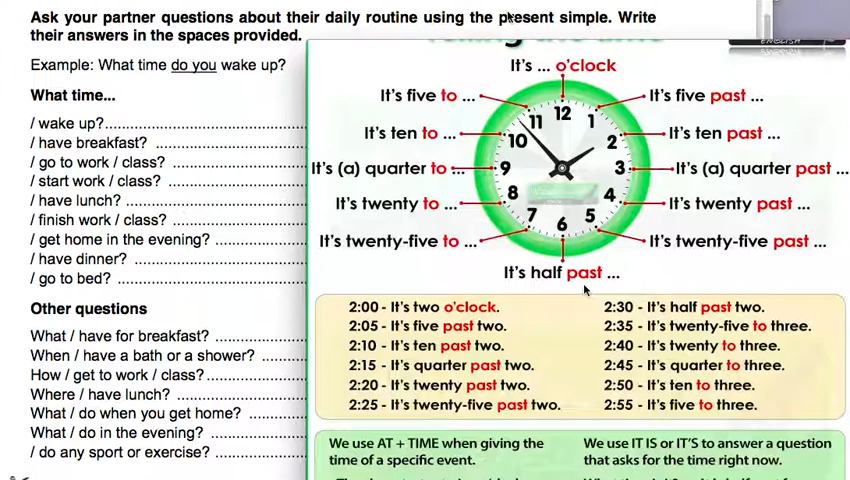 Ask your partner questions about their daily routine using the present simple. Write
their answers in the spaces provided.
Example: What time do you wake up?
What time...
/ wake up?
/ have breakfast?
/ go to work / class?
/ start work / class?
/ have lunch?
/ finish work / class?
/ get home in the evening?
/ have dinner?
/ go to bed?
Other questions
What / have for breakfast?
When / have a bath or a shower?
How / get to work / class?
Where / have lunch?
What / do when you get home?
What / do in the evening?
/ do any sport or exercise?
ENGLISH
It's ... o'clock
It's five to ...
It's five past ...
It's ten to ...
It's ten past ...
It's (a) quarter to ...
It's (a) quarter past ...
It's twenty to ...
It's twenty past ...
It's twenty-five to ...
It's twenty-five past ...
It's half past ...
12
1
2
3
4
5
6
7
8
9
10
11
2:00 - It's two o'clock.
2:05 - It's five past two.
2:10 - It's ten past two.
2:15 - It's quarter past two.
2:20 - It's twenty past two.
2:25 - It's twenty-five past two.
2:30 - It's half past two.
2:35 - It's twenty-five to three.
2:40 - It's twenty to three.
2:45 - It's quarter to three.
2:50 - It's ten to three.
2:55 - It's five to three.
We use AT + TIME when giving the
time of a specific event.
We use IT IS or IT'S to answer a question
that asks for the time right now.